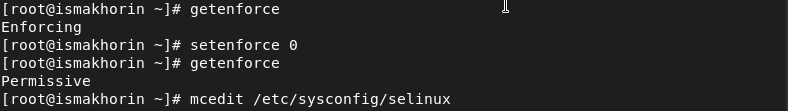 [root@ismakhorin ~]# getenforce
Enforcing
[root@ismakhorin ~]# setenforce 0
[root@ismakhorin ~]# getenforce
Permissive
[root@ismakhorin ~]# mcedit /etc/sysconfig/selinux